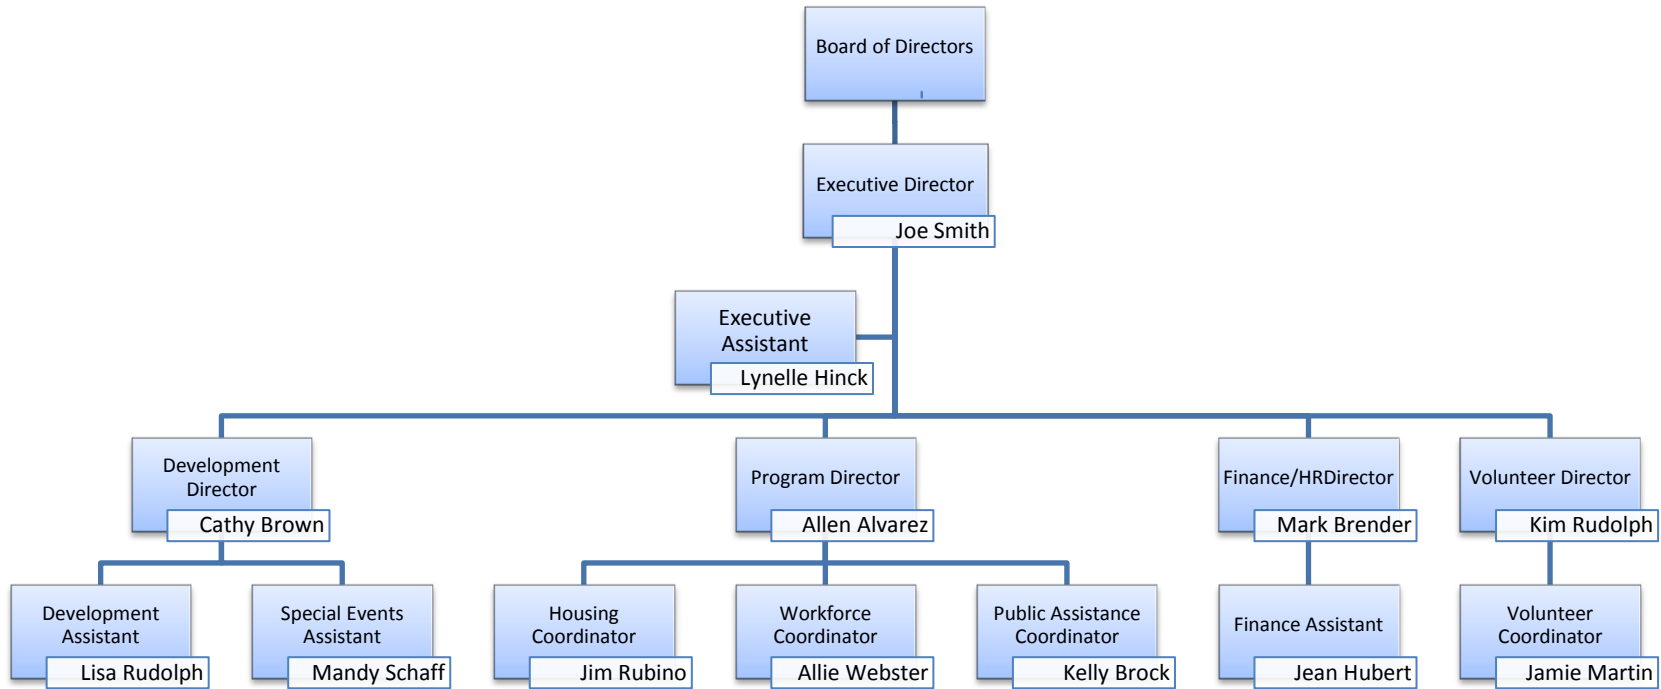 Board of Directors
Executive Director
Joe Smith
Executive
Assistant
Lynelle Hinck
Development
Director
Cathy Brown
Program Director
Allen Alvarez
Finance/HRDirector
Mark Brender
Volunteer Director
Kim Rudolph
Development
Assistant
Lisa Rudolph
Special Events
Assistant
Mandy Schaff
Housing
Coordinator
Jim Rubino
Workforce
Coordinator
Allie Webster
Public Assistance
Coordinator
Kelly Brock
Finance Assistant
Jean Hubert
Volunteer
Coordinator
Jamie Martin